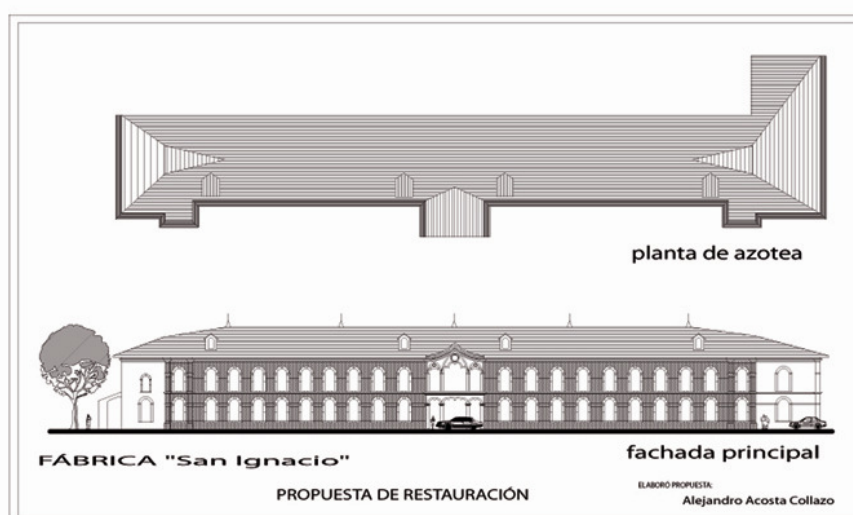 planta de azotea
FÁBRICA "San Ignacio"
fachada principal
PROPUESTA DE RESTAURACIÓN
ELABORÓ PROPUESTA:
Alejandro Acosta Collazo